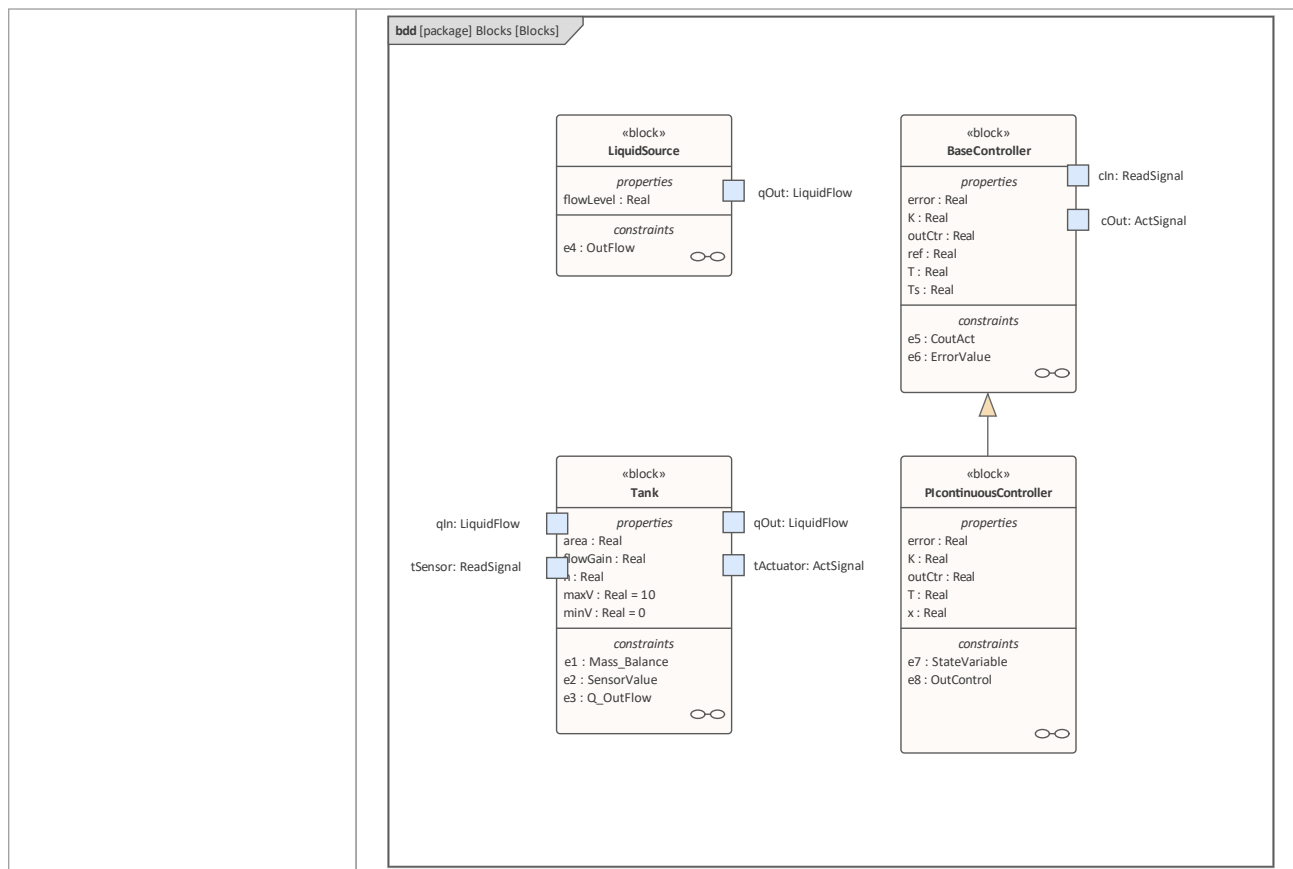 bdd [package] Blocks [Blocks]
«block»
LiquidSource
properties
flowLevel : Real
constraints
e4 : OutFlow
qOut: LiquidFlow
«block»
BaseController
properties
error : Real
K : Real
outCtr : Real
ref : Real
T : Real
Ts : Real
constraints
e5 : CoutAct
e6 : ErrorValue
cIn: ReadSignal
cOut: ActSignal
qIn: LiquidFlow
tSensor: ReadSignal
«block»
Tank
properties
area : Real
flowGain : Real
: Real
maxV : Real = 10
minV : Real = 0
constraints
e1 : Mass_Balance
e2 : SensorValue
e3 : Q_OutFlow
qOut: LiquidFlow
tActuator: ActSignal
«block»
PIcontinuousController
properties
error : Real
K : Real
outCtr : Real
T : Real
x : Real
constraints
e7 : StateVariable
e8 : OutControl